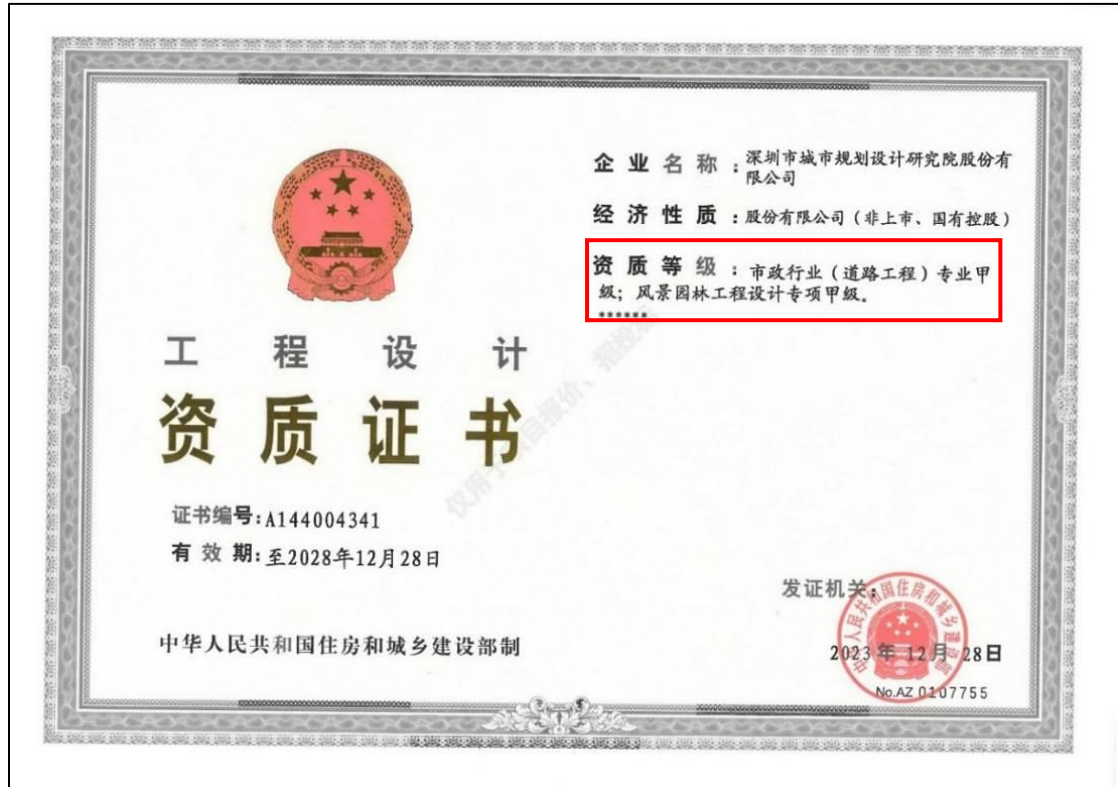 企业名称：深圳市城市规划设计研究院股份有
限公司
经济性质：股份有限公司（非上市、国有控股）
资质等级：市政行业（道路工程）专业甲
级；风景园林工程设计专项甲级。
******
工程设计
资质证书
证书编号：A144004341
有效期：至2028年12月28日
中华人民共和国住房和城乡建设部制
发证机关：
2023年12月28日
No.AZ 0107755